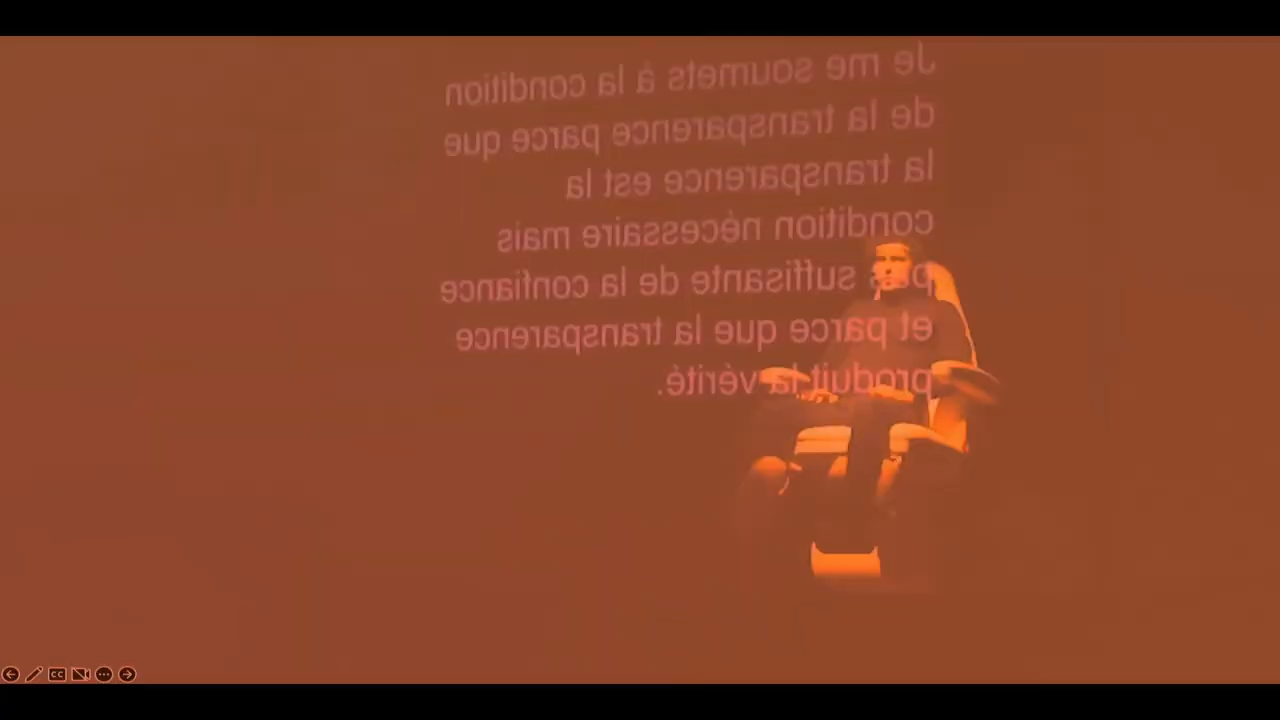 Je me soumets à la condition
de la transparence parce que
la transparence est la
condition nécessaire mais
pas suffisante de la confiance
et parce que la transparence
produit la vérité.
CC